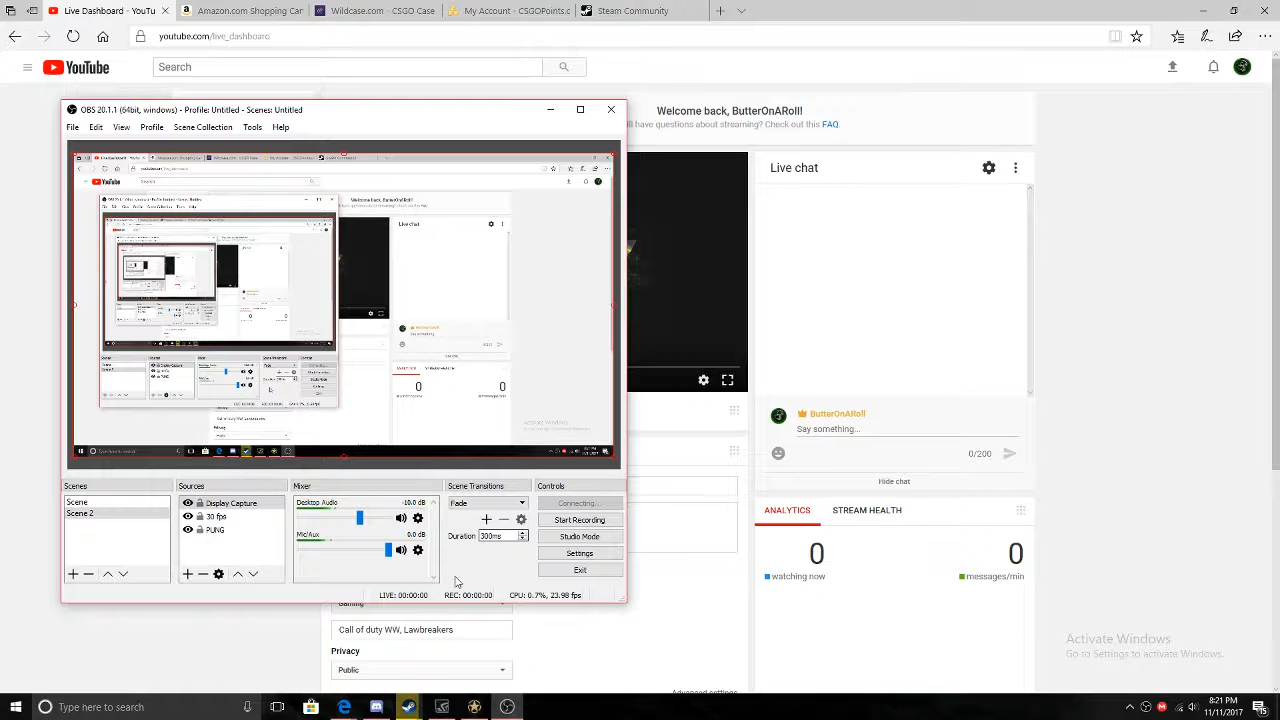 Live Dashboard - YouTu
Amazon.com Shopping Car
Wildcase.com - CSGO Case
My Account - CSGOPoints.c
Steam Community
youtube.com/live_dashboard
YouTube
Search
Welcome back, ButterOnARoll!
ll have questions about streaming? Check out this FAQ.
OBS 20.1.1 (64bit, windows) - Profile: Untitled - Scenes: Untitled
File Edit View Profile Scene Collection Tools Help
Live chat
ButterOnARoll
Say something...
0/200
Hide chat
Scenes
Scene
Scene 2
Sources
Display Capture
30 fps
PUNG
Mixer
Desktop Audio -10.0 dB
Mic/Aux 0.0 dB
Scene Transitions
Fade
Duration 300ms
Controls
Connecting...
Start Recording
Studio Mode
Settings
Exit
LIVE: 00:00:00 REC: 00:00:00 CPU: 0.7%, 23.98 fps
ANALYTICS STREAM HEALTH
0 0
watching now messages/min
Gaming
Call of duty WW, Lawbreakers
Privacy
Public
Advanced settings
Activate Windows
Go to Settings to activate Windows.
Type here to search
8:21 PM
11/11/2017